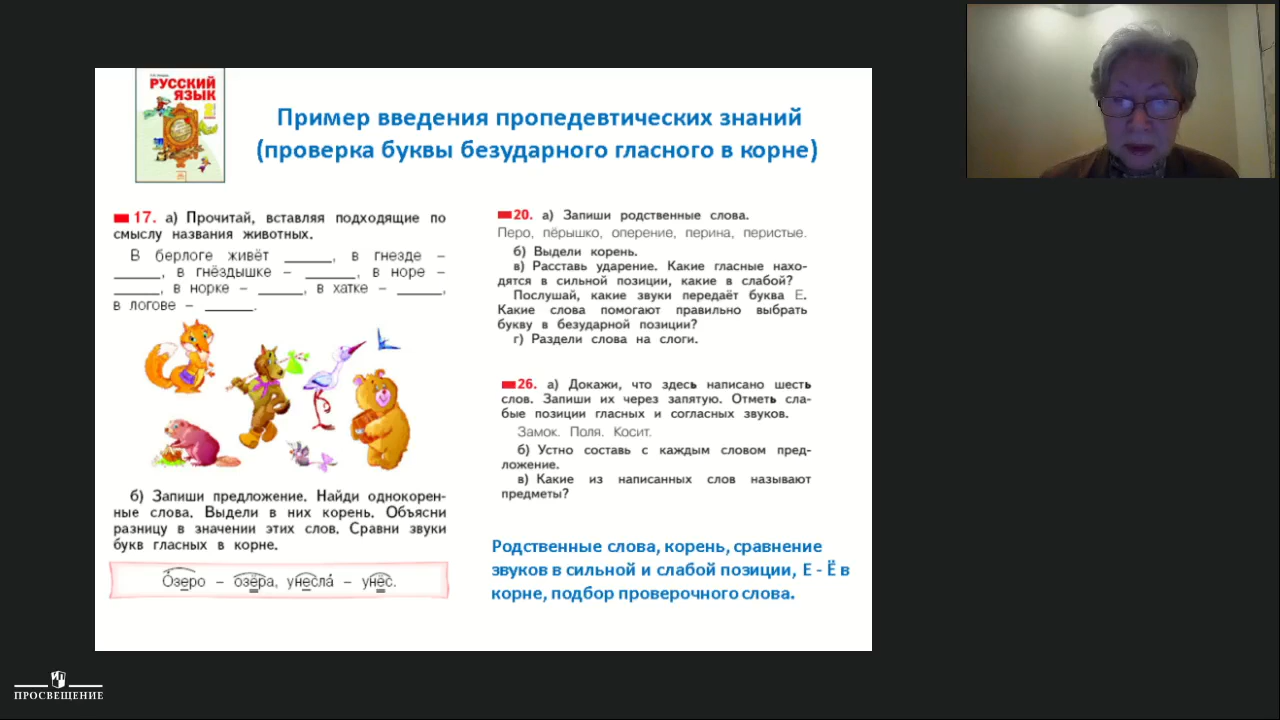 РУССКИЙ
ЯЗЫК
2
Пример введения пропедевтических знаний
(проверка буквы безударного гласного в корне)
17. а) Прочитай, вставляя подходящие по
смыслу названия животных.
В берлоге живёт ______, в гнезде –
______, в гнёздышке – ______, в норе –
______, в норке – ______, в хатке – ______,
в логове – ______.
б) Запиши предложение. Найди однокорен-
ные слова. Выдели в них корень. Объясни
разницу в значении этих слов. Сравни звуки
букв гласных в корне.
О́зеро – озёра, унесла́ – унёс.
20. а) Запиши родственные слова.
Перо, пёрышко, оперение, перина, перистые.
б) Выдели корень.
в) Расставь ударение. Какие гласные нахо-
дятся в сильной позиции, какие в слабой?
Послушай, какие звуки передаёт буква Е.
Какие слова помогают правильно выбрать
букву в безударной позиции?
г) Раздели слова на слоги.
26. а) Докажи, что здесь написано шесть
слов. Запиши их через запятую. Отметь сла-
бые позиции гласных и согласных звуков.
Замок. Поля. Косит.
б) Устно составь с каждым словом пред-
ложение.
в) Какие из написанных слов называют
предметы?
Родственные слова, корень, сравнение
звуков в сильной и слабой позиции, Е - Ё в
корне, подбор проверочного слова.
ПРОСВЕЩЕНИЕ